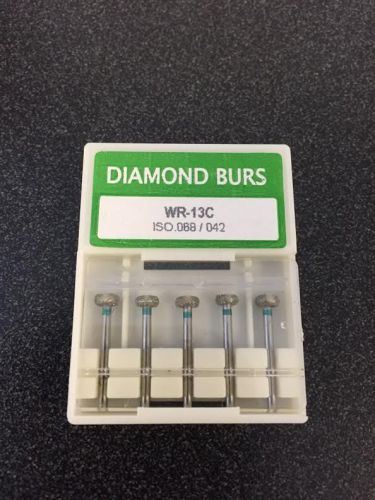 DIAMOND BURS
WR-13C
ISO.068 / 042